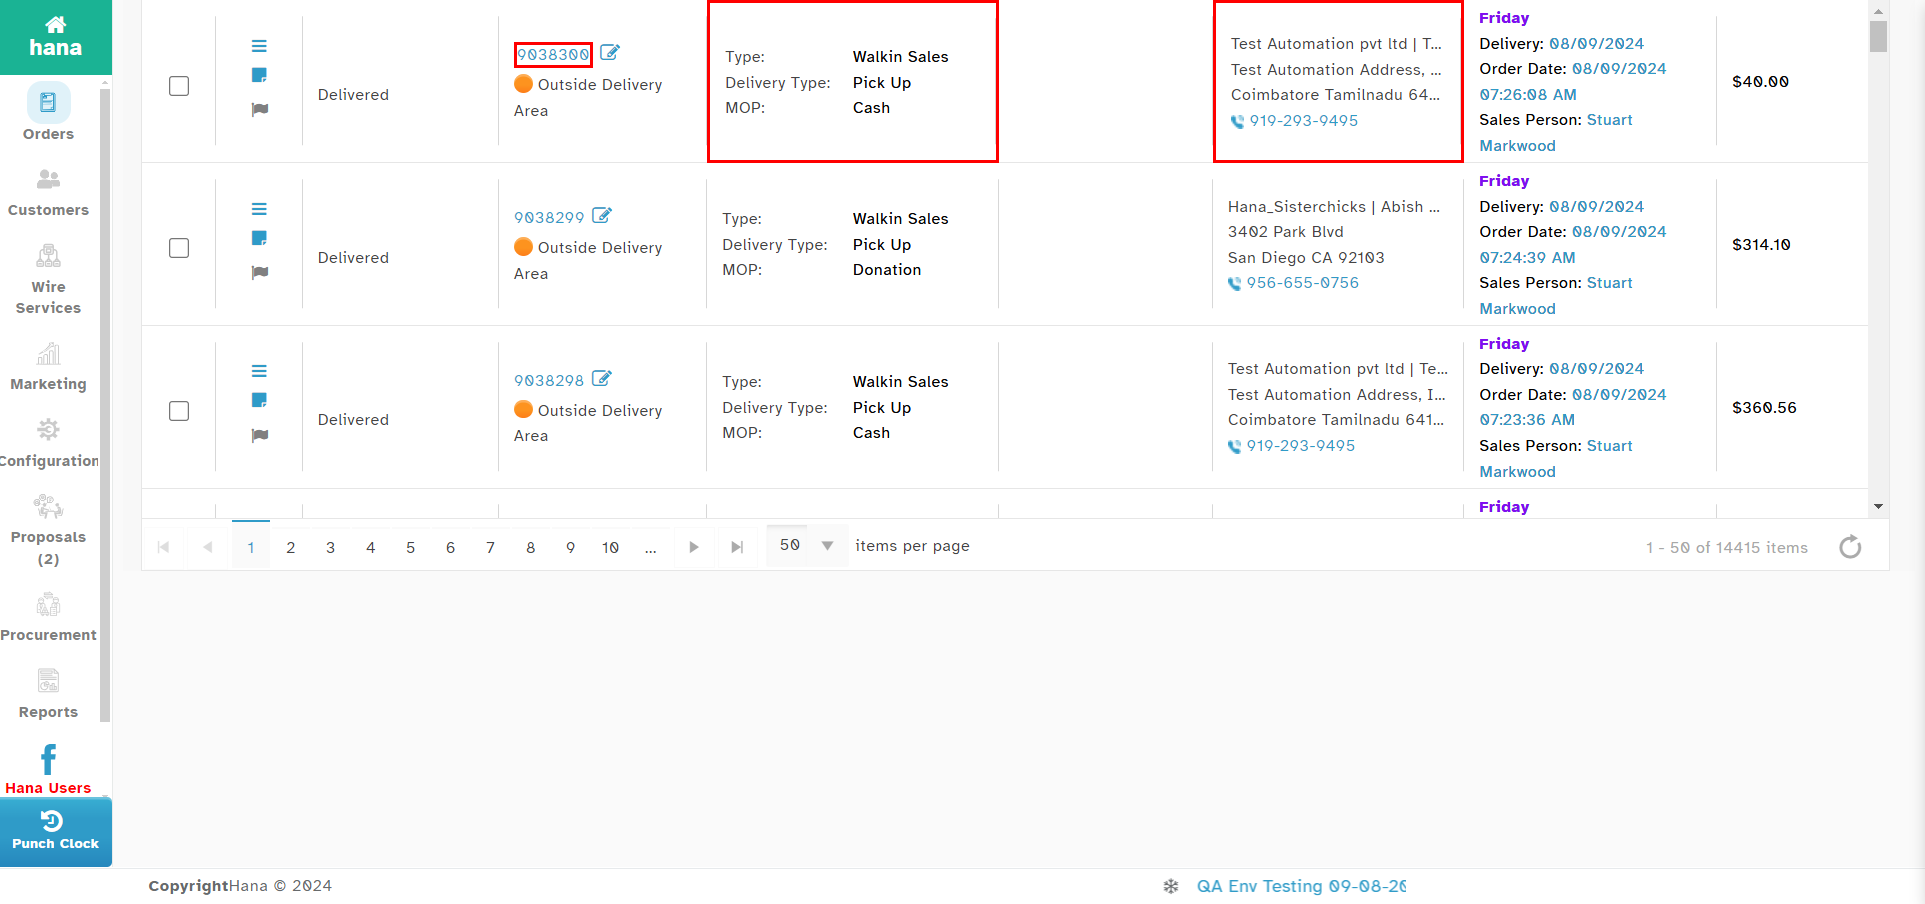 hana
Orders
Customers
Wire
Services
Marketing
Configuration
Proposals
(2)
Procurement
Reports
Hana Users
Punch Clock
Delivered
9038300
Outside Delivery
Area
Type: Walkin Sales
Delivery Type: Pick Up
MOP: Cash
Test Automation pvt ltd | T...
Test Automation Address, ...
Coimbatore Tamilnadu 64...
919-293-9495
Friday
Delivery: 08/09/2024
Order Date: 08/09/2024
07:26:08 AM
Sales Person: Stuart
Markwood
$40.00
Delivered
9038299
Outside Delivery
Area
Type: Walkin Sales
Delivery Type: Pick Up
MOP: Donation
Hana_Sisterchicks | Abish ...
3402 Park Blvd
San Diego CA 92103
956-655-0756
Friday
Delivery: 08/09/2024
Order Date: 08/09/2024
07:24:39 AM
Sales Person: Stuart
Markwood
$314.10
Delivered
9038298
Outside Delivery
Area
Type: Walkin Sales
Delivery Type: Pick Up
MOP: Cash
Test Automation pvt ltd | Te...
Test Automation Address, I...
Coimbatore Tamilnadu 641...
919-293-9495
Friday
Delivery: 08/09/2024
Order Date: 08/09/2024
07:23:36 AM
Sales Person: Stuart
Markwood
$360.56
Friday
1 2 3 4 5 6 7 8 9 10 ... 50 items per page
1 - 50 of 14415 items
CopyrightHana © 2024
QA Env Testing 09-08-20